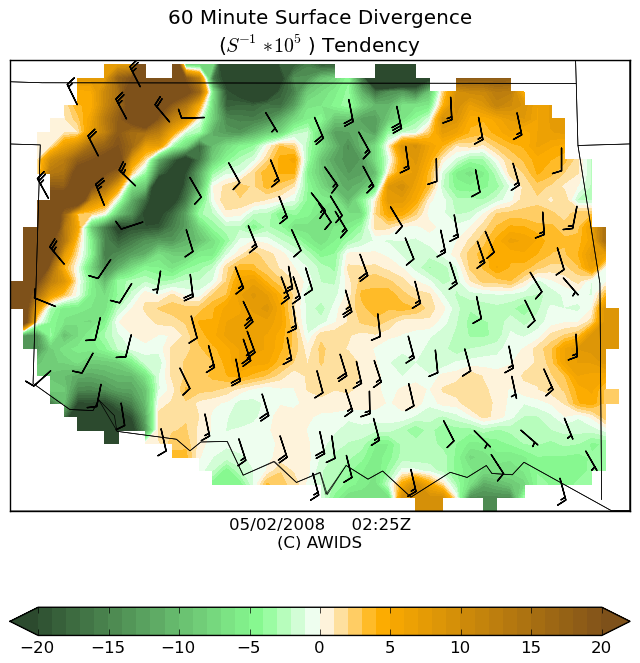 60 Minute Surface Divergence
(S⁻¹ * 10⁵ ) Tendency
05/02/2008 02:25Z
(C) AWIDS
−20 −15 −10 −5 0 5 10 15 20